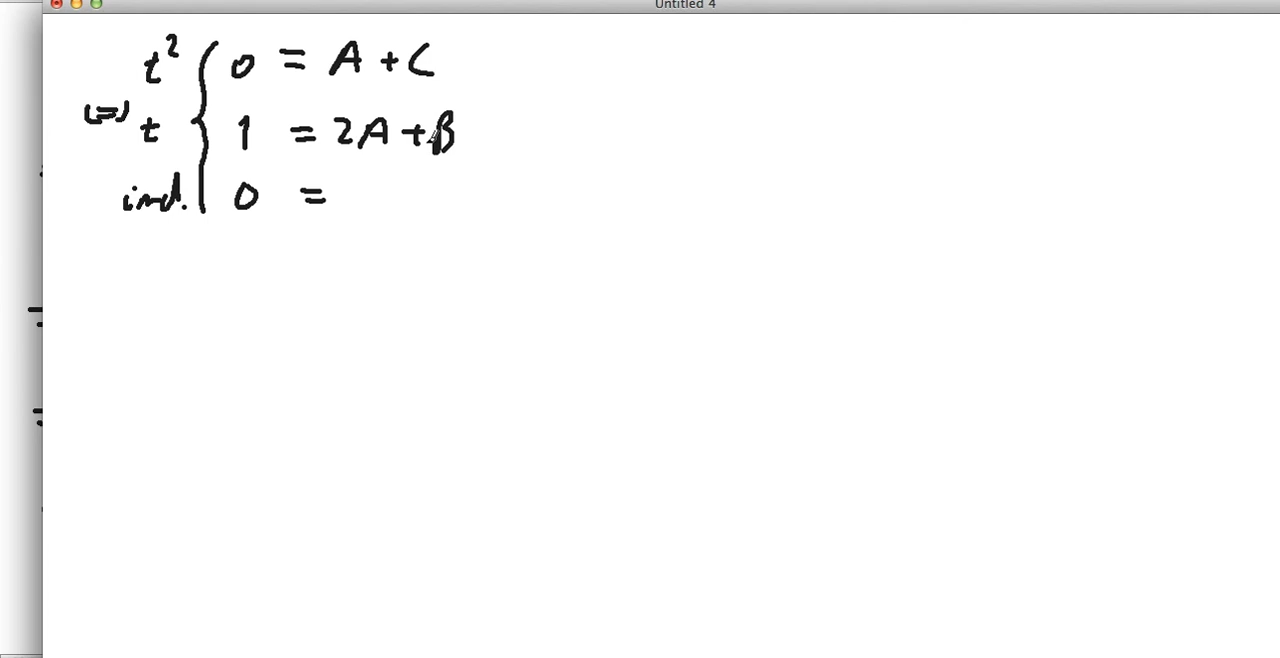 Untitled 4
t² { 0 = A + C
(=) t { 1 = 2A + B
ind. { 0 =